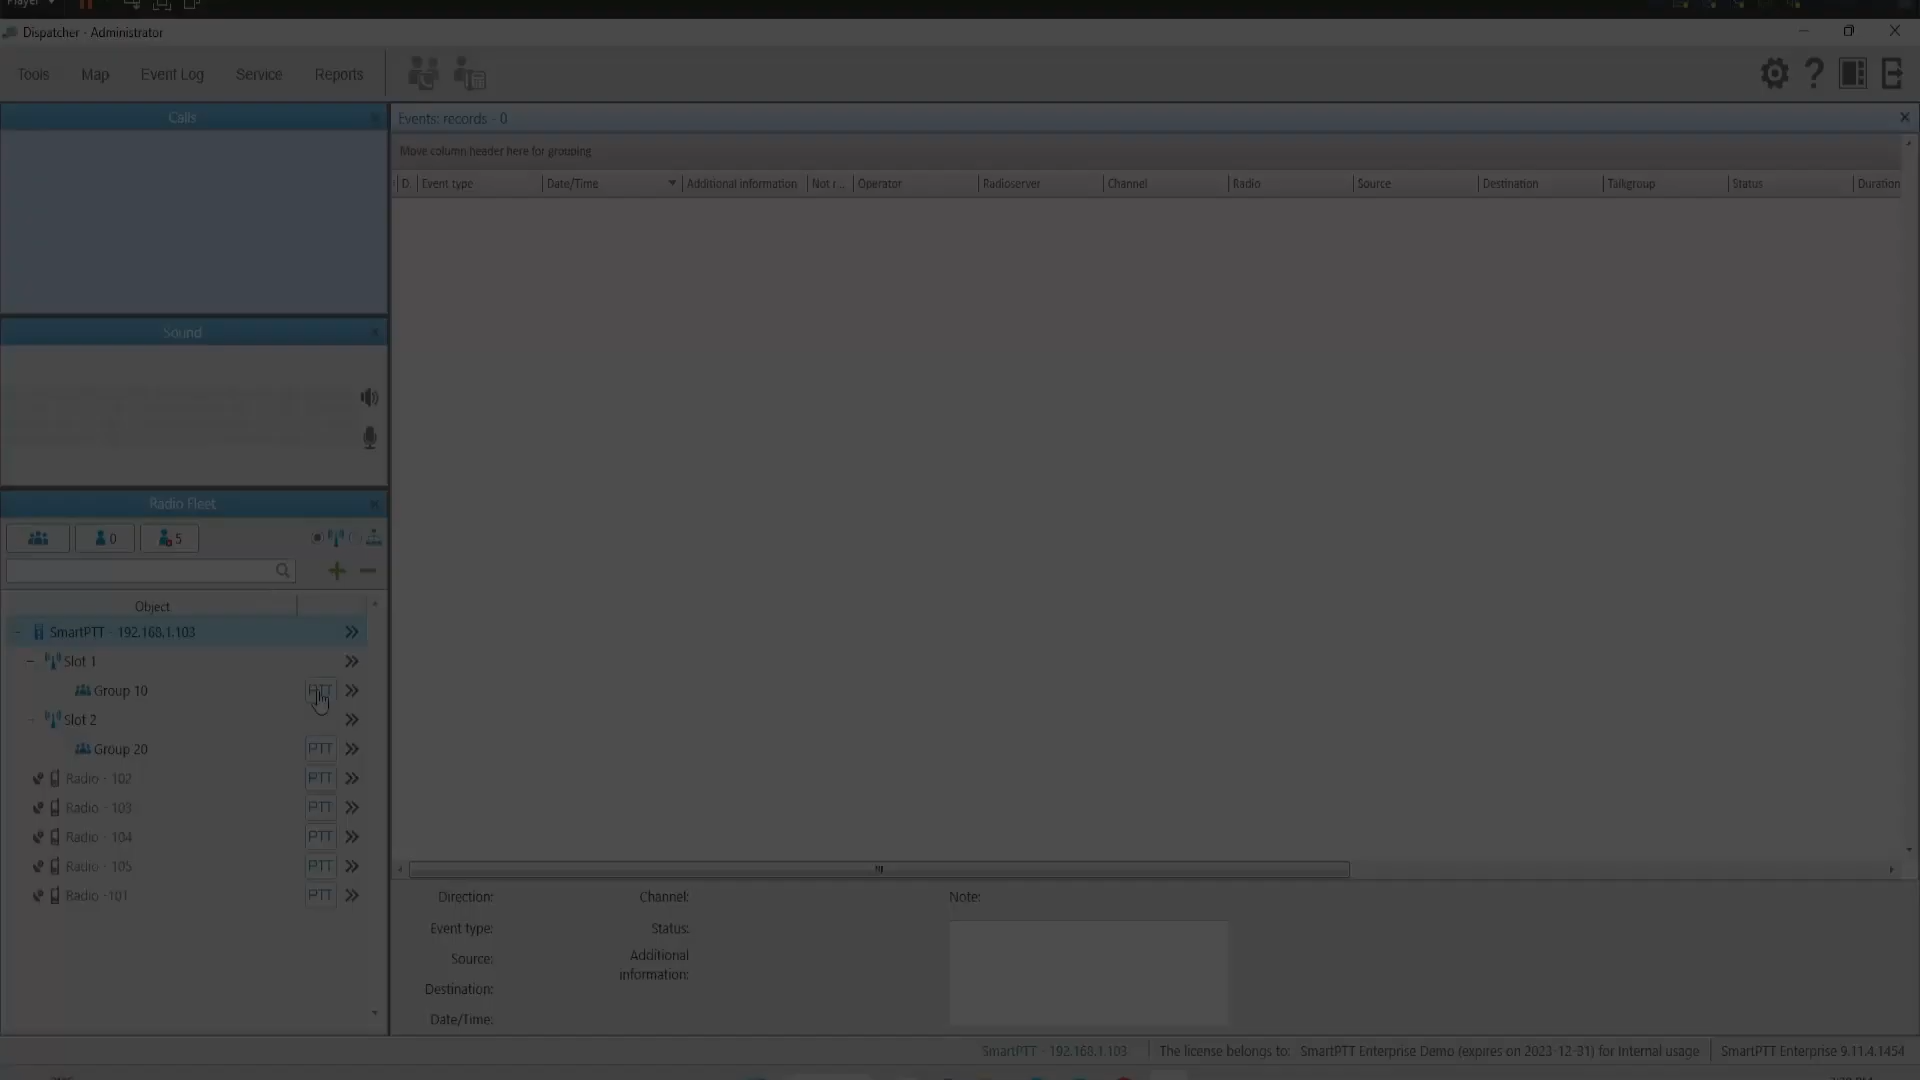 Player
Dispatcher - Administrator
Tools Map Event Log Service Reports
Calls
Events: records - 0
Move column header here for grouping
D. Event type Date/Time Additional information Not r... Operator Radioserver Channel Radio Source Destination Talkgroup Status Duration
Sound
Radio Fleet
0 5
Object
SmartPTT - 192.168.1.103
Slot 1
Group 10 PTT
Slot 2
Group 20 PTT
Radio - 102 PTT
Radio - 103 PTT
Radio - 104 PTT
Radio - 105 PTT
Radio -101 PTT
Direction: Channel: Note:
Event type: Status:
Source: Additional
information:
Destination:
Date/Time:
SmartPTT - 192.168.1.103 The license belongs to: SmartPTT Enterprise Demo (expires on 2023-12-31) for Internal usage SmartPTT Enterprise 9.11.4.1454